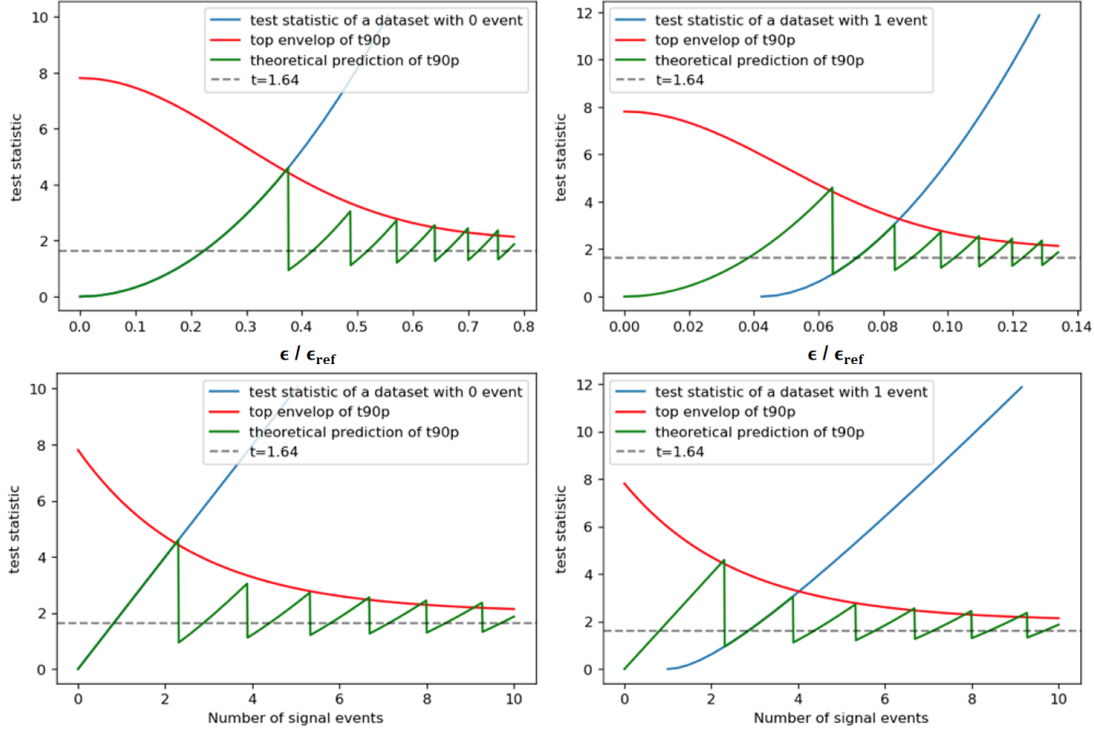 test statistic of a dataset with 0 event
top envelop of t90p
theoretical prediction of t90p
t=1.64
test statistic
10
8
6
4
2
0
0.0 0.1 0.2 0.3 0.4 0.5 0.6 0.7 0.8
ϵ / ϵref
test statistic of a dataset with 1 event
top envelop of t90p
theoretical prediction of t90p
t=1.64
test statistic
12
10
8
6
4
2
0
0.00 0.02 0.04 0.06 0.08 0.10 0.12 0.14
ϵ / ϵref
test statistic of a dataset with 0 event
top envelop of t90p
theoretical prediction of t90p
t=1.64
test statistic
10
8
6
4
2
0
0 2 4 6 8 10
Number of signal events
test statistic of a dataset with 1 event
top envelop of t90p
theoretical prediction of t90p
t=1.64
test statistic
12
10
8
6
4
2
0
0 2 4 6 8 10
Number of signal events